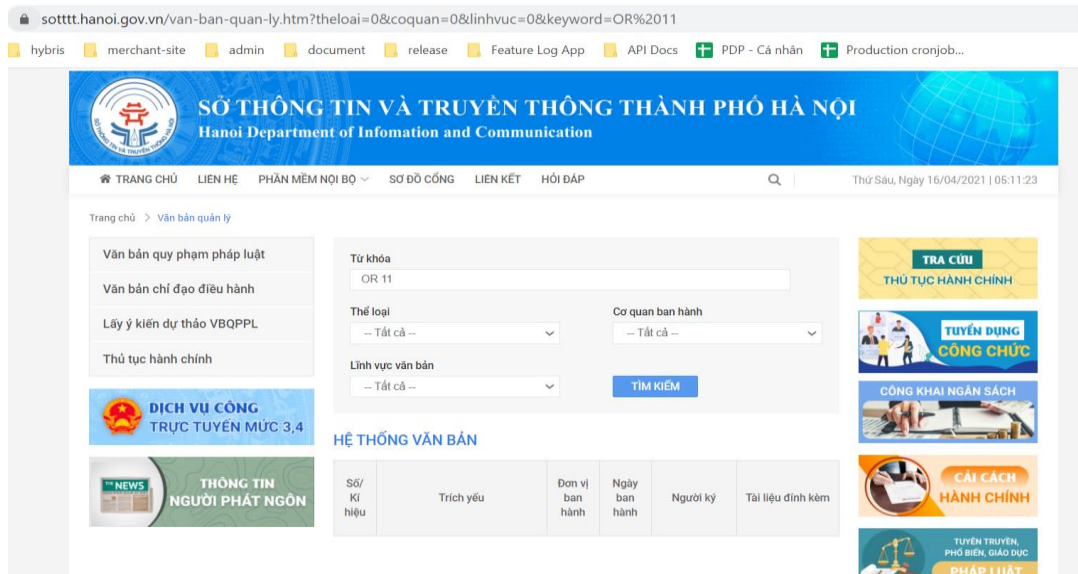 sotttt.hanoi.gov.vn/van-ban-quan-ly.htm?theloai=0&coquan=0&linhvuc=0&keyword=OR%2011
hybris merchant-site admin document release Feature Log App API Docs PDP - Cá nhân Production cronjob...
SỞ THÔNG TIN VÀ TRUYỀN THÔNG THÀNH PHỐ HÀ NỘI
Hanoi Department of Infomation and Communication
TRANG CHỦ LIÊN HỆ PHẦN MỀM NỘI BỘ SƠ ĐỒ CỔNG LIÊN KẾT HỎI ĐÁP Thứ Sáu, Ngày 16/04/2021 | 05:11:23
Trang chủ > Văn bản quản lý
Văn bản quy phạm pháp luật
Văn bản chỉ đạo điều hành
Lấy ý kiến dự thảo VBQPPL
Thủ tục hành chính
DỊCH VỤ CÔNG
TRỰC TUYẾN MỨC 3,4
NEWS
THÔNG TIN
NGƯỜI PHÁT NGÔN
Từ khóa
OR 11
Thể loại
-- Tất cả --
Cơ quan ban hành
-- Tất cả --
Lĩnh vực văn bản
-- Tất cả --
TÌM KIẾM
HỆ THỐNG VĂN BẢN
Số/
Kí
hiệu
Trích yếu
Đơn vị
ban
hành
Ngày
ban
hành
Người ký
Tài liệu đính kèm
TRA CỨU
THỦ TỤC HÀNH CHÍNH
TUYỂN DỤNG
CÔNG CHỨC
CÔNG KHAI NGÂN SÁCH
CẢI CÁCH
HÀNH CHÍNH
TUYÊN TRUYỀN,
PHỔ BIẾN, GIÁO DỤC
PHÁP LUẬT